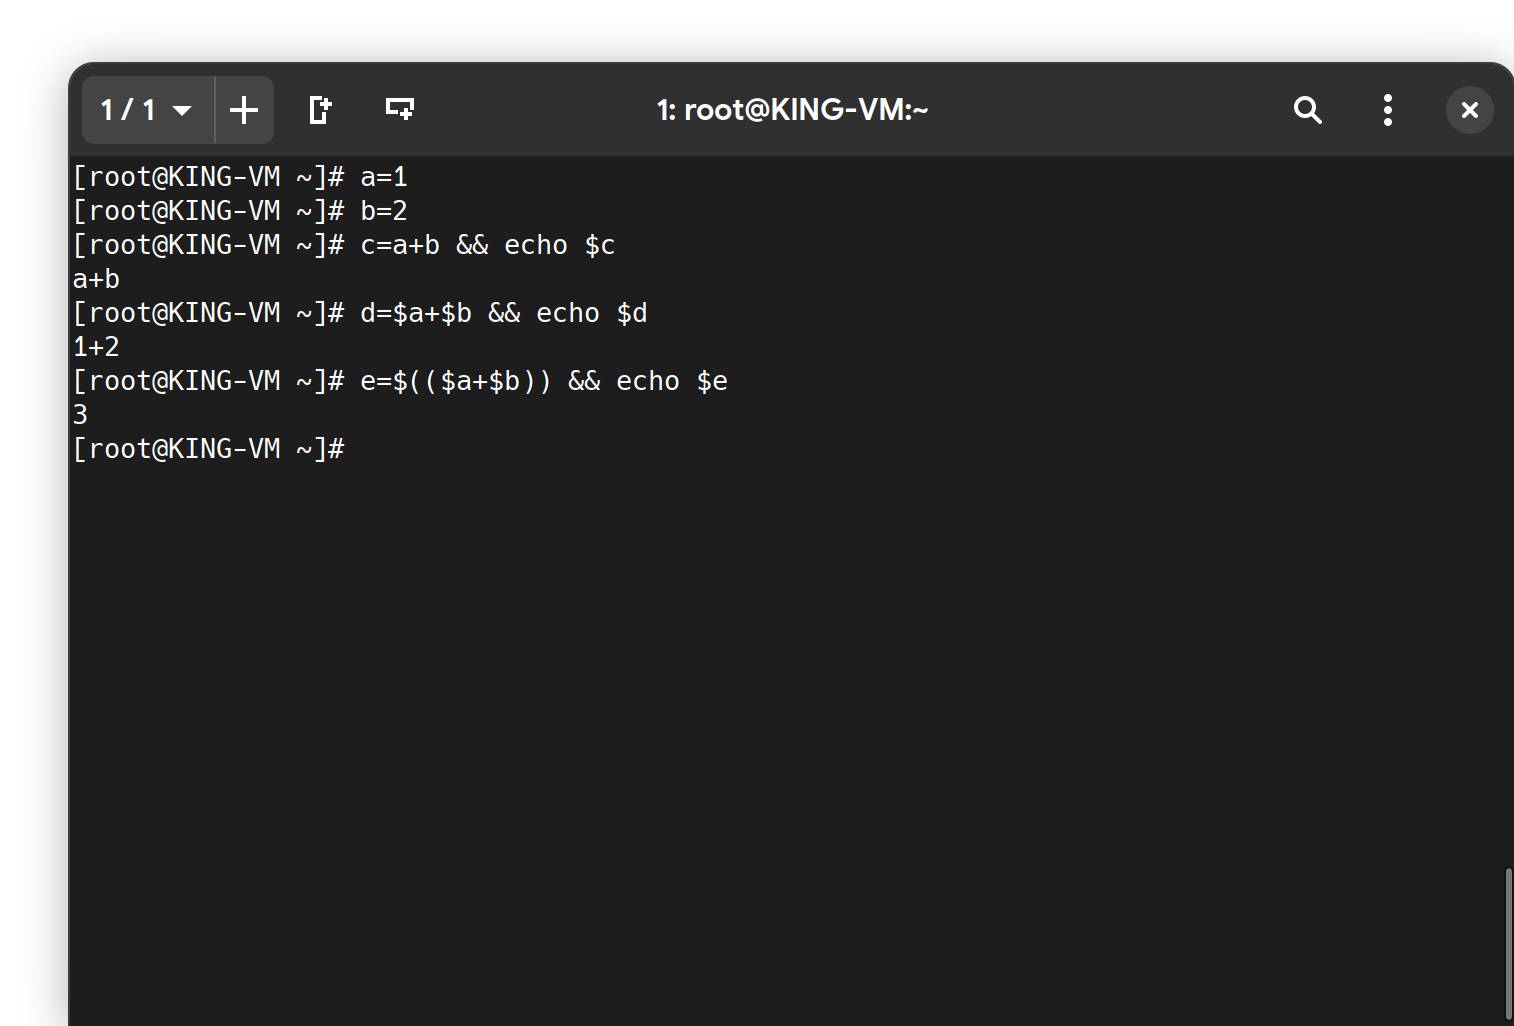 1 / 1
1: root@KING-VM:~
[root@KING-VM ~]# a=1
[root@KING-VM ~]# b=2
[root@KING-VM ~]# c=a+b && echo $c
a+b
[root@KING-VM ~]# d=$a+$b && echo $d
1+2
[root@KING-VM ~]# e=$(($a+$b)) && echo $e
3
[root@KING-VM ~]#